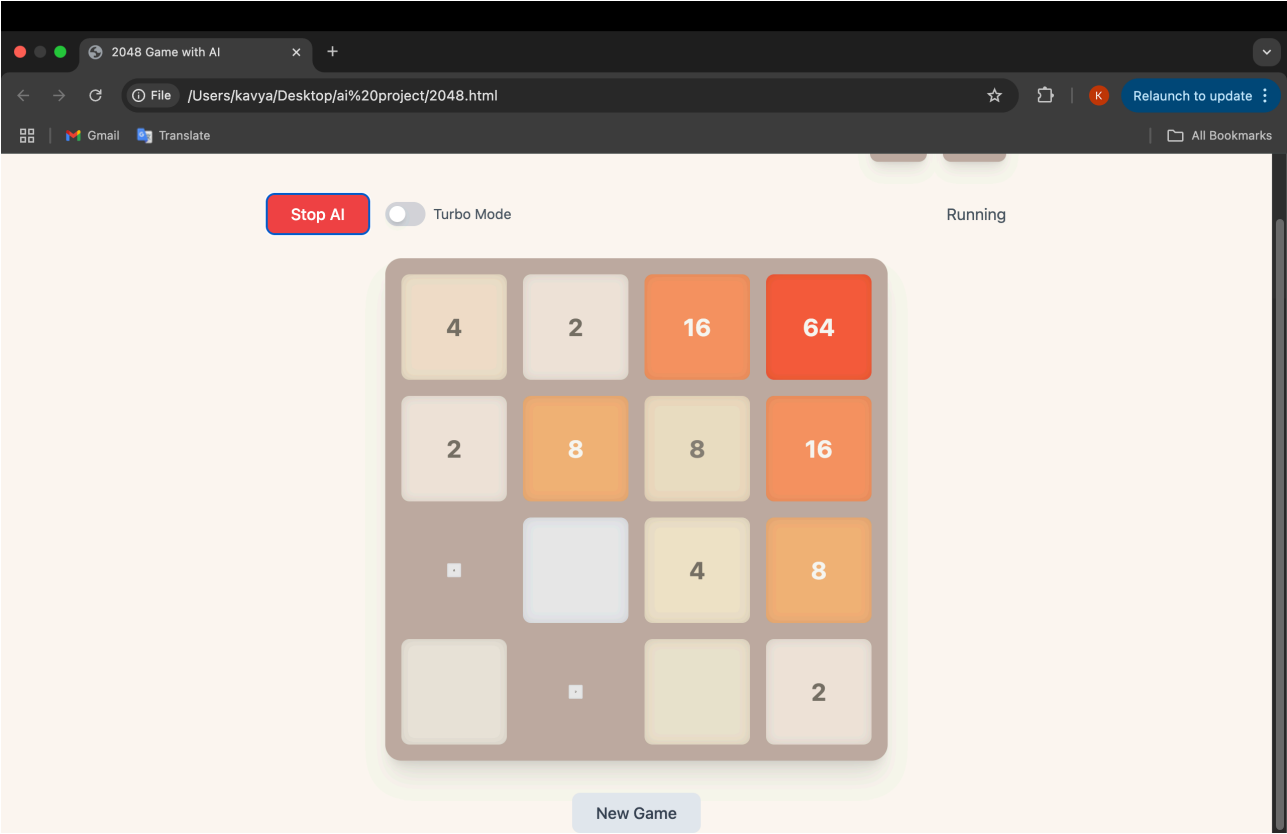 2048 Game with AI
File /Users/kavya/Desktop/ai%20project/2048.html K Relaunch to update
Gmail Translate All Bookmarks
Stop AI Turbo Mode Running
4 2 16 64
2 8 8 16
4 8
2
New Game